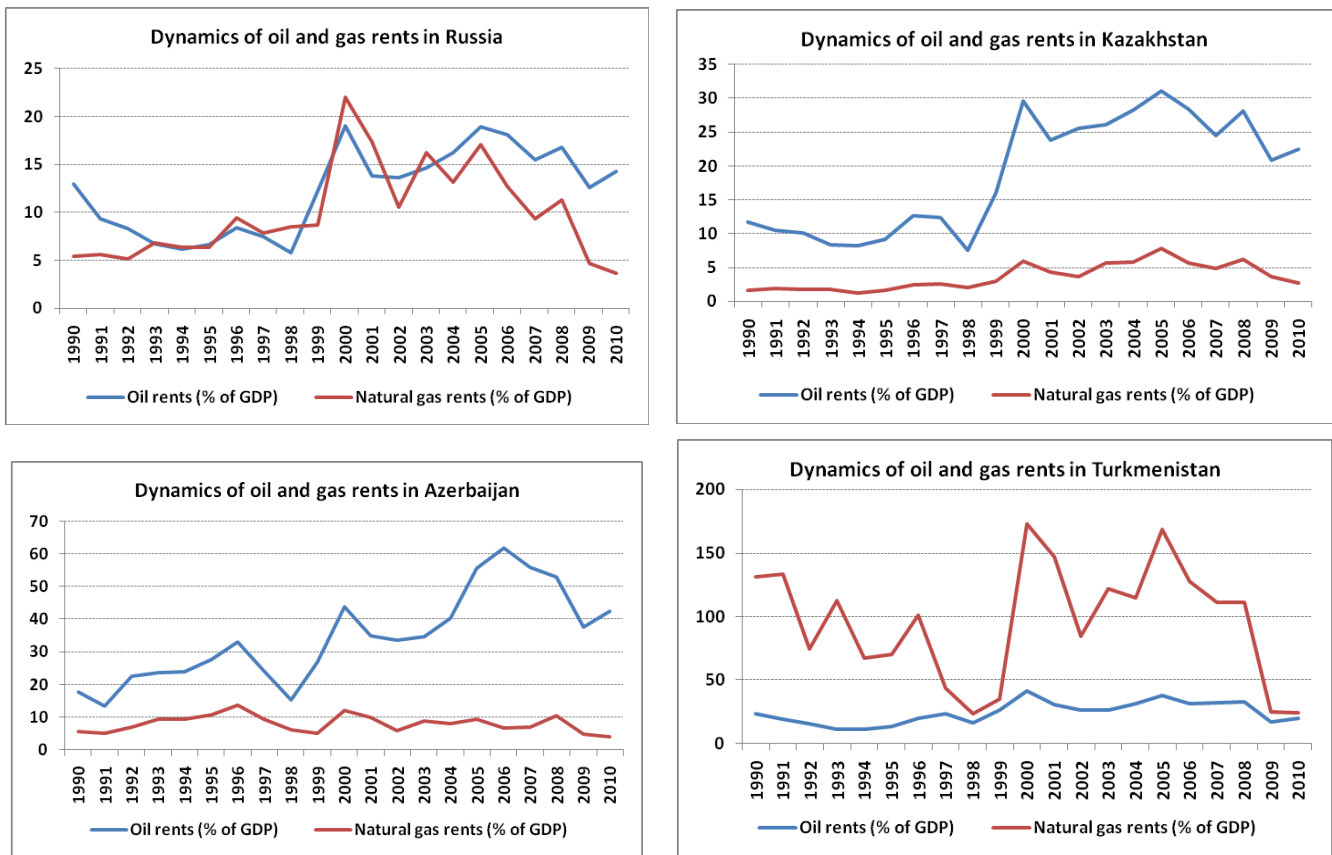 Dynamics of oil and gas rents in Russia
25
20
15
10
5
0
1990 1991 1992 1993 1994 1995 1996 1997 1998 1999 2000 2001 2002 2003 2004 2005 2006 2007 2008 2009 2010
Oil rents (% of GDP) Natural gas rents (% of GDP)
Dynamics of oil and gas rents in Kazakhstan
35
30
25
20
15
10
5
0
1990 1991 1992 1993 1994 1995 1996 1997 1998 1999 2000 2001 2002 2003 2004 2005 2006 2007 2008 2009 2010
Oil rents (% of GDP) Natural gas rents (% of GDP)
Dynamics of oil and gas rents in Azerbaijan
70
60
50
40
30
20
10
0
1990 1991 1992 1993 1994 1995 1996 1997 1998 1999 2000 2001 2002 2003 2004 2005 2006 2007 2008 2009 2010
Oil rents (% of GDP) Natural gas rents (% of GDP)
Dynamics of oil and gas rents in Turkmenistan
200
150
100
50
0
1990 1991 1992 1993 1994 1995 1996 1997 1998 1999 2000 2001 2002 2003 2004 2005 2006 2007 2008 2009 2010
Oil rents (% of GDP) Natural gas rents (% of GDP)